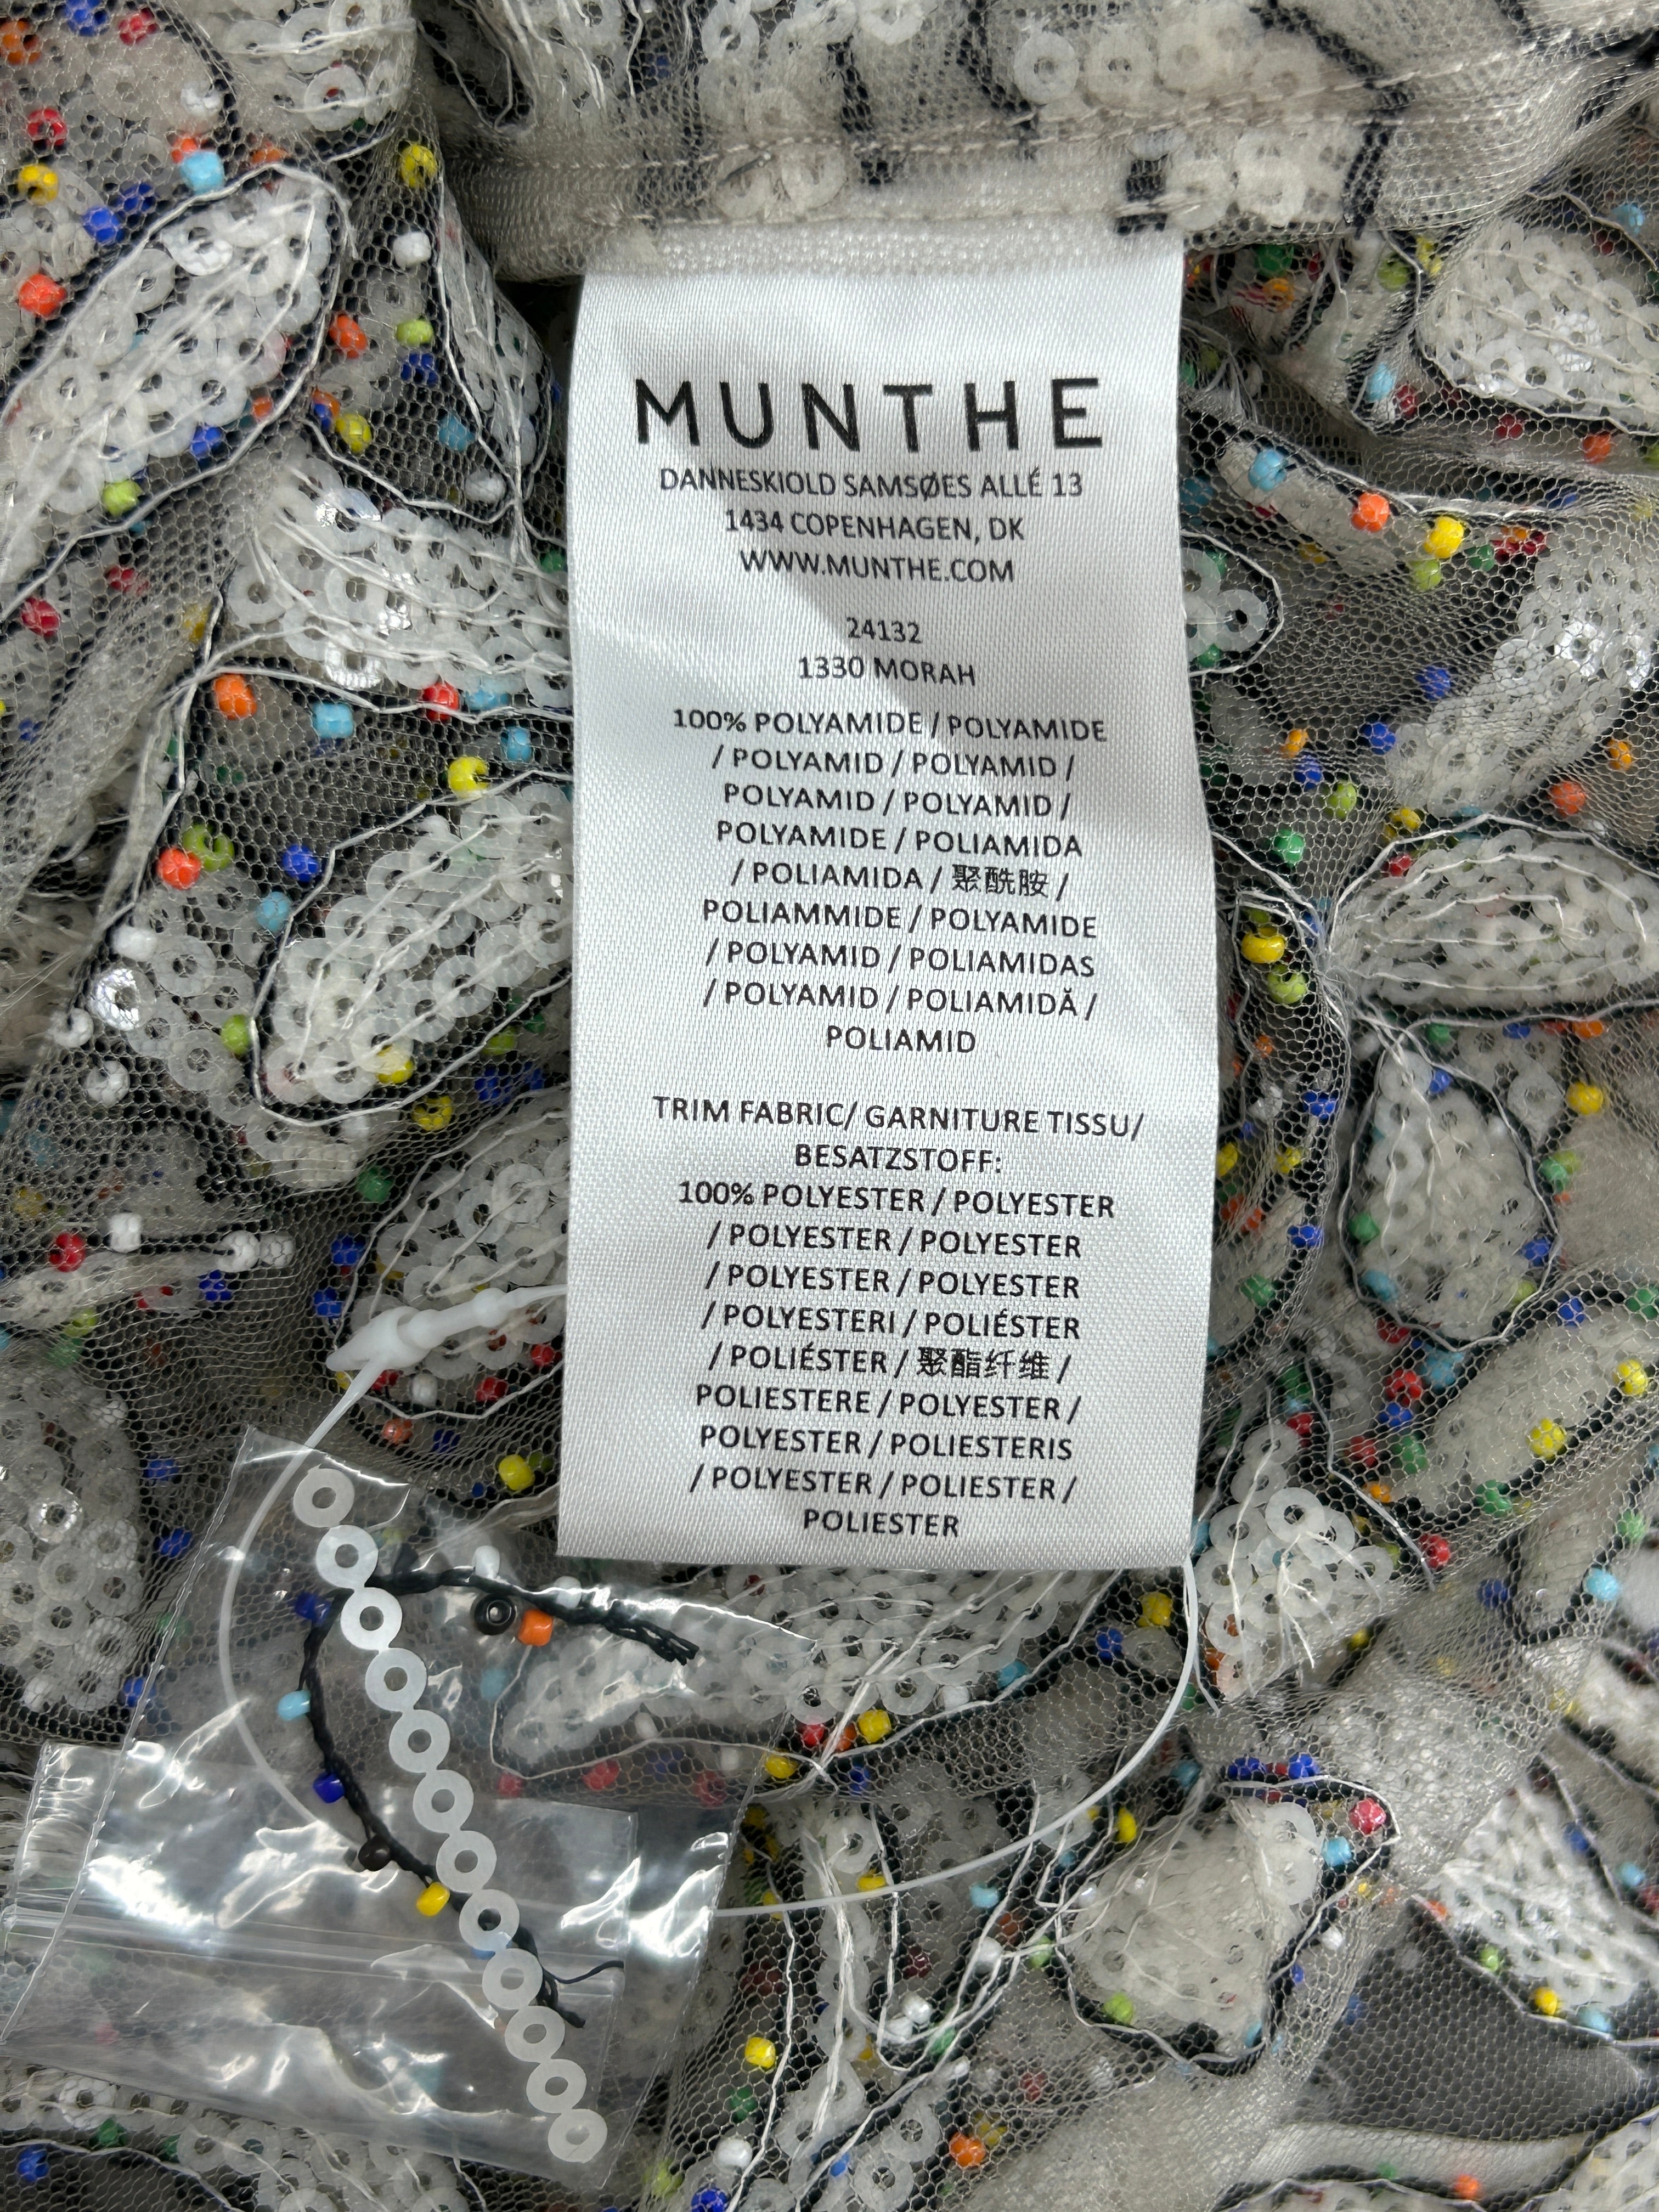 MUNTHE
DANNESKIOLD SAMSØES ALLÉ 13
1434 COPENHAGEN, DK
WWW.MUNTHE.COM
24132
1330 MORAH
100% POLYAMIDE / POLYAMIDE
/ POLYAMID / POLYAMID /
POLYAMID / POLYAMID /
POLYAMIDE / POLIAMIDA
/ POLIAMIDA / 聚酰胺 /
POLIAMMIDE / POLYAMIDE
/ POLYAMID / POLIAMIDAS
/ POLYAMID / POLIAMIDĂ /
POLIAMID
TRIM FABRIC/ GARNITURE TISSU/
BESATZSTOFF:
100% POLYESTER / POLYESTER
/ POLYESTER / POLYESTER
/ POLYESTER / POLYESTER
/ POLYESTERI / POLIÉSTER
/ POLIÉSTER / 聚酯纤维 /
POLIESTERE / POLYESTER /
POLYESTER / POLIESTERIS
/ POLYESTER / POLIESTER /
POLIESTER